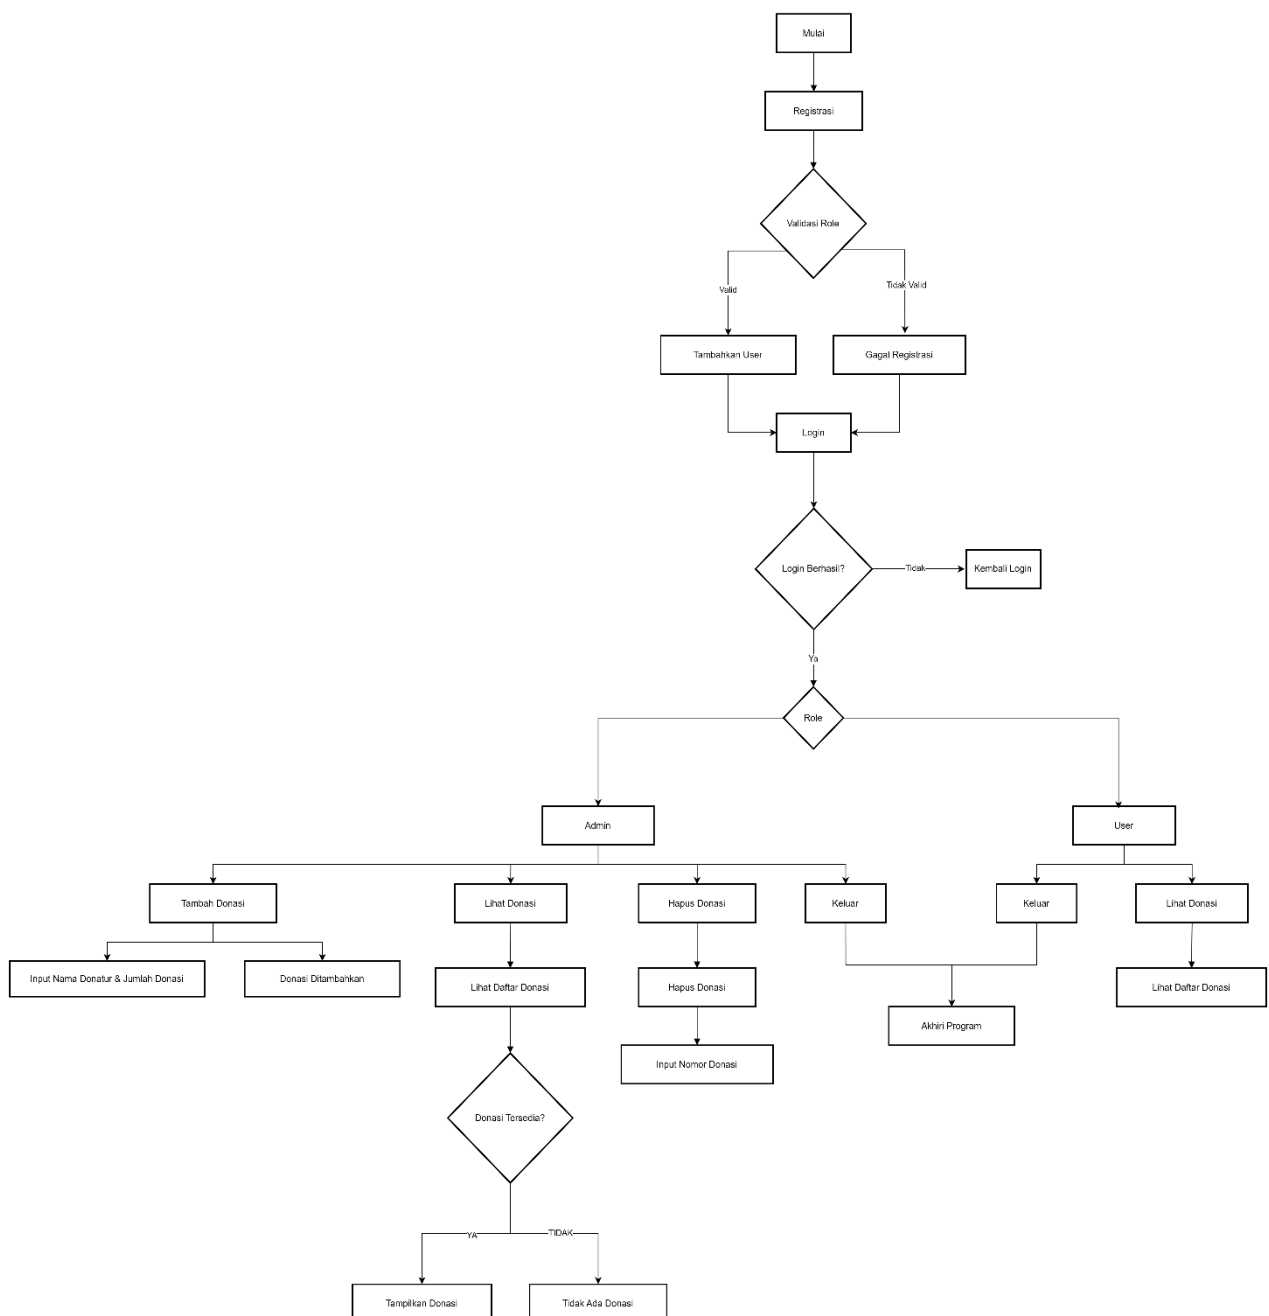 Mulai
Registrasi
Validasi Role
Valid
Tidak Valid
Tambahkan User
Gagal Registrasi
Login
Login Berhasil?
Tidak
Kembali Login
Ya
Role
Admin
User
Tambah Donasi
Lihat Donasi
Hapus Donasi
Keluar
Keluar
Lihat Donasi
Input Nama Donatur & Jumlah Donasi
Donasi Ditambahkan
Lihat Daftar Donasi
Hapus Donasi
Lihat Daftar Donasi
Akhiri Program
Input Nomor Donasi
Donasi Tersedia?
YA
TIDAK
Tampilkan Donasi
Tidak Ada Donasi